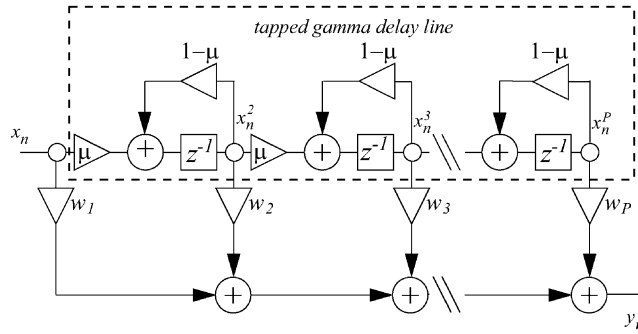 tapped gamma delay line
1−μ 1−μ 1−μ
x_n x_n^2 x_n^3 x_n^P
μ + z^-1 μ + z^-1 + z^-1
w_1 w_2 w_3 w_P
+ + +